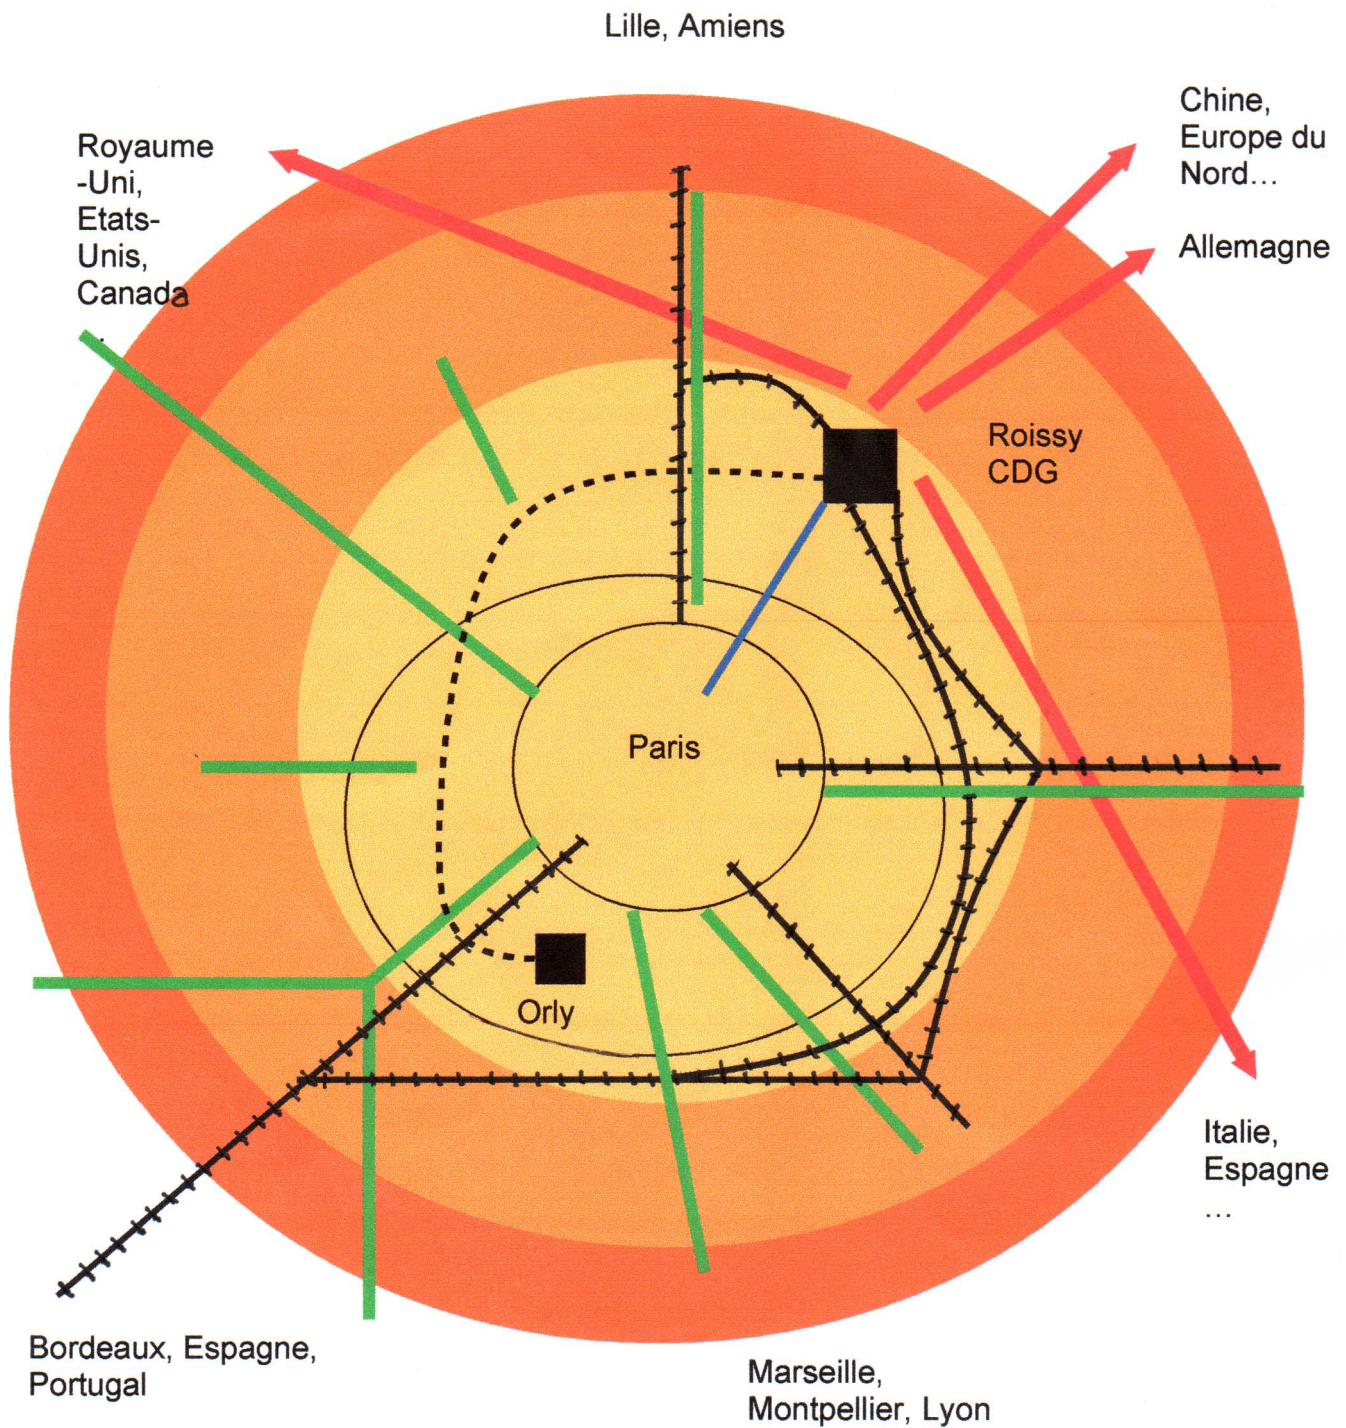 Lille, Amiens
Chine,
Europe du
Nord...
Royaume
-Uni,
Etats-
Unis,
Canada
Allemagne
Roissy
CDG
Paris
Orly
Italie,
Espagne
...
Bordeaux, Espagne,
Portugal
Marseille,
Montpellier, Lyon